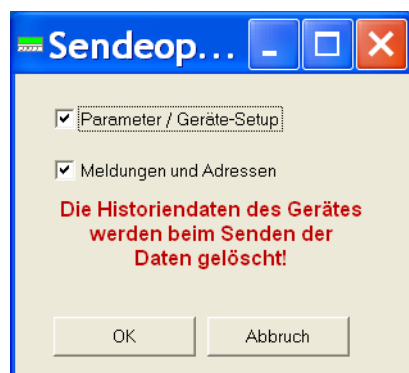 Sendeop...
Parameter / Geräte-Setup
Meldungen und Adressen
Die Historiendaten des Gerätes
werden beim Senden der
Daten gelöscht!
OK
Abbruch